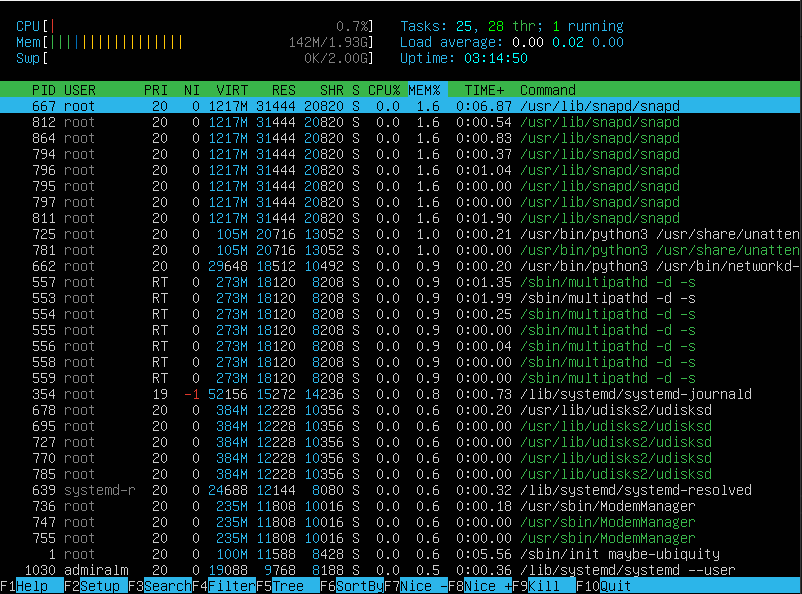 CPU[| 0.7%] Tasks: 25, 28 thr; 1 running
Mem[||||||||||||||||| 142M/1.93G] Load average: 0.00 0.02 0.00
Swp[ 0K/2.00G] Uptime: 03:14:50
PID USER PRI NI VIRT RES SHR S CPU% MEM% TIME+ Command
667 root 20 0 1217M 31444 20820 S 0.0 1.6 0:06.87 /usr/lib/snapd/snapd
812 root 20 0 1217M 31444 20820 S 0.0 1.6 0:00.54 /usr/lib/snapd/snapd
864 root 20 0 1217M 31444 20820 S 0.0 1.6 0:00.83 /usr/lib/snapd/snapd
794 root 20 0 1217M 31444 20820 S 0.0 1.6 0:00.37 /usr/lib/snapd/snapd
796 root 20 0 1217M 31444 20820 S 0.0 1.6 0:01.04 /usr/lib/snapd/snapd
795 root 20 0 1217M 31444 20820 S 0.0 1.6 0:00.00 /usr/lib/snapd/snapd
797 root 20 0 1217M 31444 20820 S 0.0 1.6 0:00.00 /usr/lib/snapd/snapd
811 root 20 0 1217M 31444 20820 S 0.0 1.6 0:01.90 /usr/lib/snapd/snapd
725 root 20 0 105M 20716 13052 S 0.0 1.0 0:00.21 /usr/bin/python3 /usr/share/unatten
781 root 20 0 105M 20716 13052 S 0.0 1.0 0:00.00 /usr/bin/python3 /usr/share/unatten
662 root 20 0 29648 18512 10492 S 0.0 0.9 0:00.20 /usr/bin/python3 /usr/bin/networkd-
557 root RT 0 273M 18120 8208 S 0.0 0.9 0:01.35 /sbin/multipathd -d -s
553 root RT 0 273M 18120 8208 S 0.0 0.9 0:01.99 /sbin/multipathd -d -s
554 root RT 0 273M 18120 8208 S 0.0 0.9 0:00.25 /sbin/multipathd -d -s
555 root RT 0 273M 18120 8208 S 0.0 0.9 0:00.00 /sbin/multipathd -d -s
556 root RT 0 273M 18120 8208 S 0.0 0.9 0:00.04 /sbin/multipathd -d -s
558 root RT 0 273M 18120 8208 S 0.0 0.9 0:00.00 /sbin/multipathd -d -s
559 root RT 0 273M 18120 8208 S 0.0 0.9 0:00.00 /sbin/multipathd -d -s
354 root 19 -1 52156 15272 14236 S 0.0 0.8 0:00.73 /lib/systemd/systemd-journald
678 root 20 0 384M 12228 10356 S 0.0 0.6 0:00.20 /usr/lib/udisks2/udisksd
695 root 20 0 384M 12228 10356 S 0.0 0.6 0:00.00 /usr/lib/udisks2/udisksd
727 root 20 0 384M 12228 10356 S 0.0 0.6 0:00.00 /usr/lib/udisks2/udisksd
770 root 20 0 384M 12228 10356 S 0.0 0.6 0:00.00 /usr/lib/udisks2/udisksd
785 root 20 0 384M 12228 10356 S 0.0 0.6 0:00.00 /usr/lib/udisks2/udisksd
639 systemd-r 20 0 24688 12144 8080 S 0.0 0.6 0:00.32 /lib/systemd/systemd-resolved
736 root 20 0 235M 11808 10016 S 0.0 0.6 0:00.18 /usr/sbin/ModemManager
747 root 20 0 235M 11808 10016 S 0.0 0.6 0:00.00 /usr/sbin/ModemManager
755 root 20 0 235M 11808 10016 S 0.0 0.6 0:00.00 /usr/sbin/ModemManager
1 root 20 0 100M 11588 8428 S 0.0 0.6 0:05.56 /sbin/init maybe-ubiquity
1030 admiralm 20 0 19088 9768 8188 S 0.0 0.5 0:00.36 /lib/systemd/systemd --user
F1Help F2Setup F3SearchF4FilterF5Tree F6SortByF7Nice -F8Nice +F9Kill F10Quit